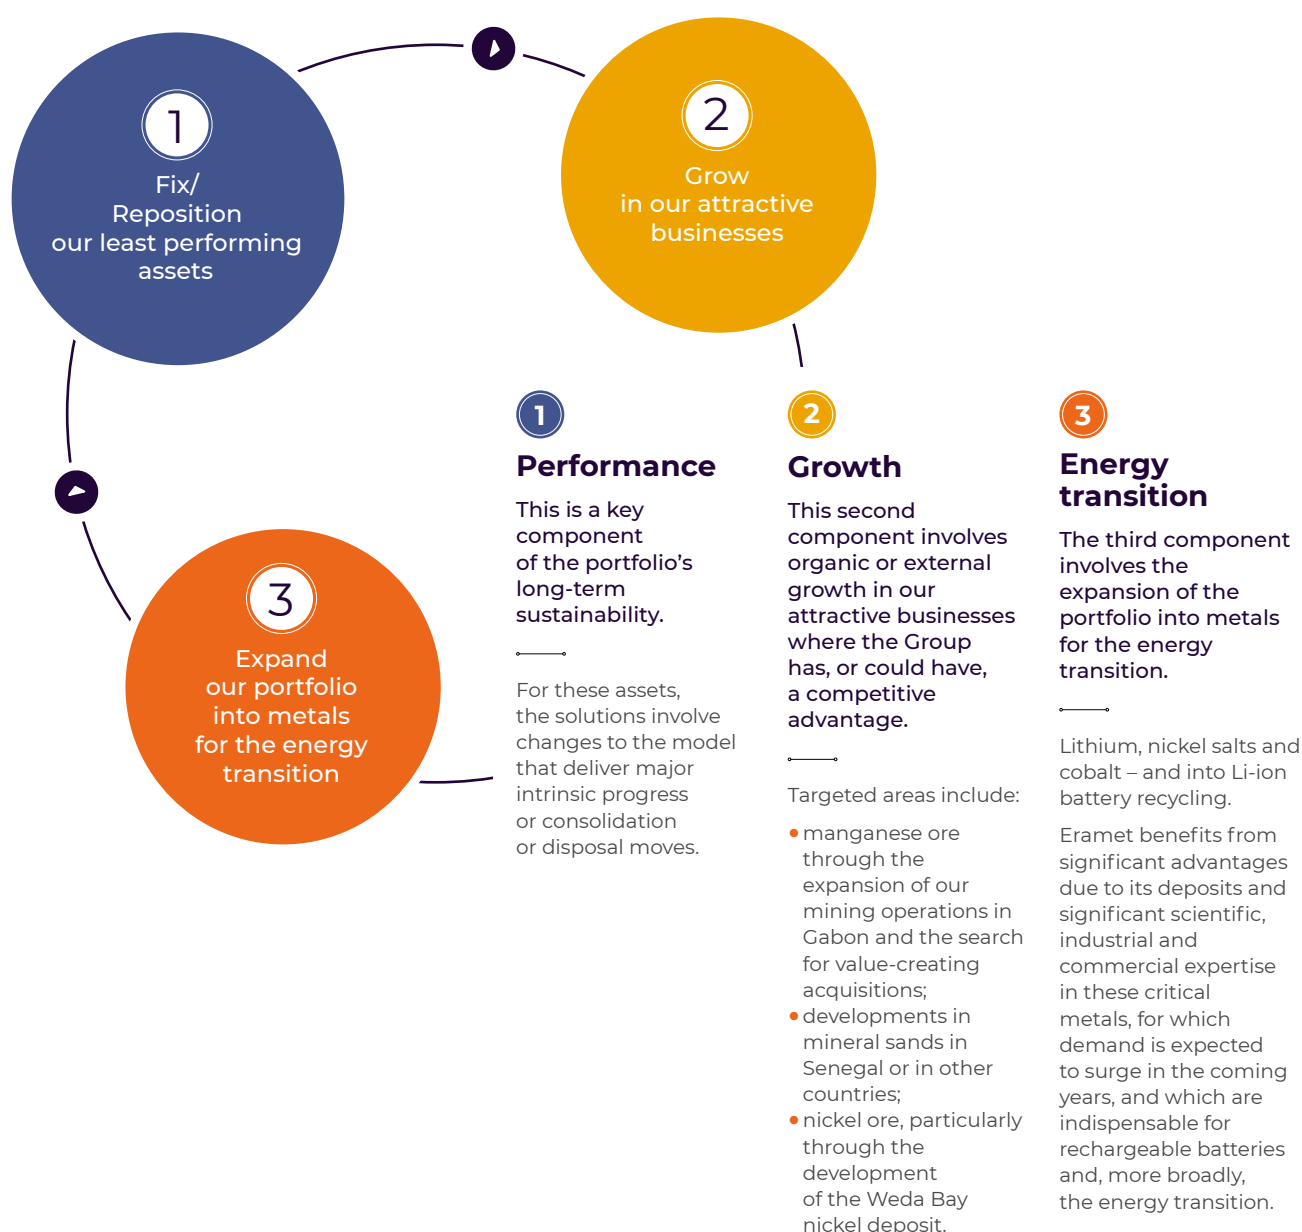 1
Fix/
Reposition
our least performing
assets
2
Grow
in our attractive
businesses
3
Expand
our portfolio
into metals
for the energy
transition
1
Performance
This is a key
component
of the portfolio’s
long-term
sustainability.
For these assets,
the solutions involve
changes to the model
that deliver major
intrinsic progress
or consolidation
or disposal moves.
2
Growth
This second
component involves
organic or external
growth in our
attractive businesses
where the Group
has, or could have,
a competitive
advantage.
Targeted areas include:
• manganese ore
through the
expansion of our
mining operations in
Gabon and the search
for value-creating
acquisitions;
• developments in
mineral sands in
Senegal or in other
countries;
• nickel ore, particularly
through the
development
of the Weda Bay
nickel deposit.
3
Energy
transition
The third component
involves the
expansion of the
portfolio into metals
for the energy
transition.
Lithium, nickel salts and
cobalt – and into Li-ion
battery recycling.
Eramet benefits from
significant advantages
due to its deposits and
significant scientific,
industrial and
commercial expertise
in these critical
metals, for which
demand is expected
to surge in the coming
years, and which are
indispensable for
rechargeable batteries
and, more broadly,
the energy transition.